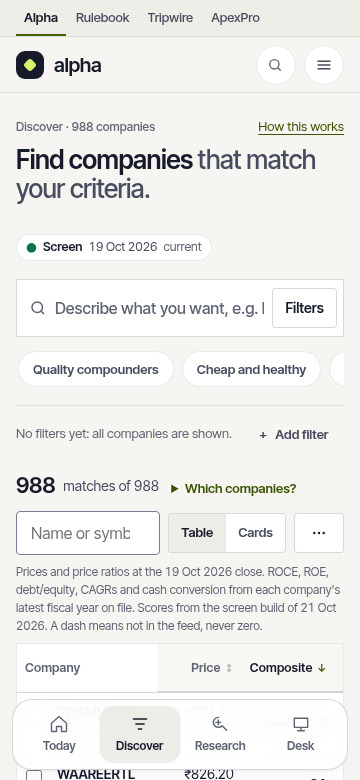 Alpha Rulebook Tripwire ApexPro
alpha
Discover · 988 companies How this works
Find companies that match
your criteria.
Screen 19 Oct 2026 current
Describe what you want, e.g. Filters
Quality compounders Cheap and healthy
No filters yet: all companies are shown. + Add filter
988 matches of 988 ▶ Which companies?
Name or symb Table Cards ...
Prices and price ratios at the 19 Oct 2026 close. ROCE, ROE,
debt/equity, CAGRs and cash conversion from each company's
latest fiscal year on file. Scores from the screen build of 21 Oct
2026. A dash means not in the feed, never zero.
Company Price ↕ Composite ↓
Today Discover Research Desk
WAAREERTL ₹826.20